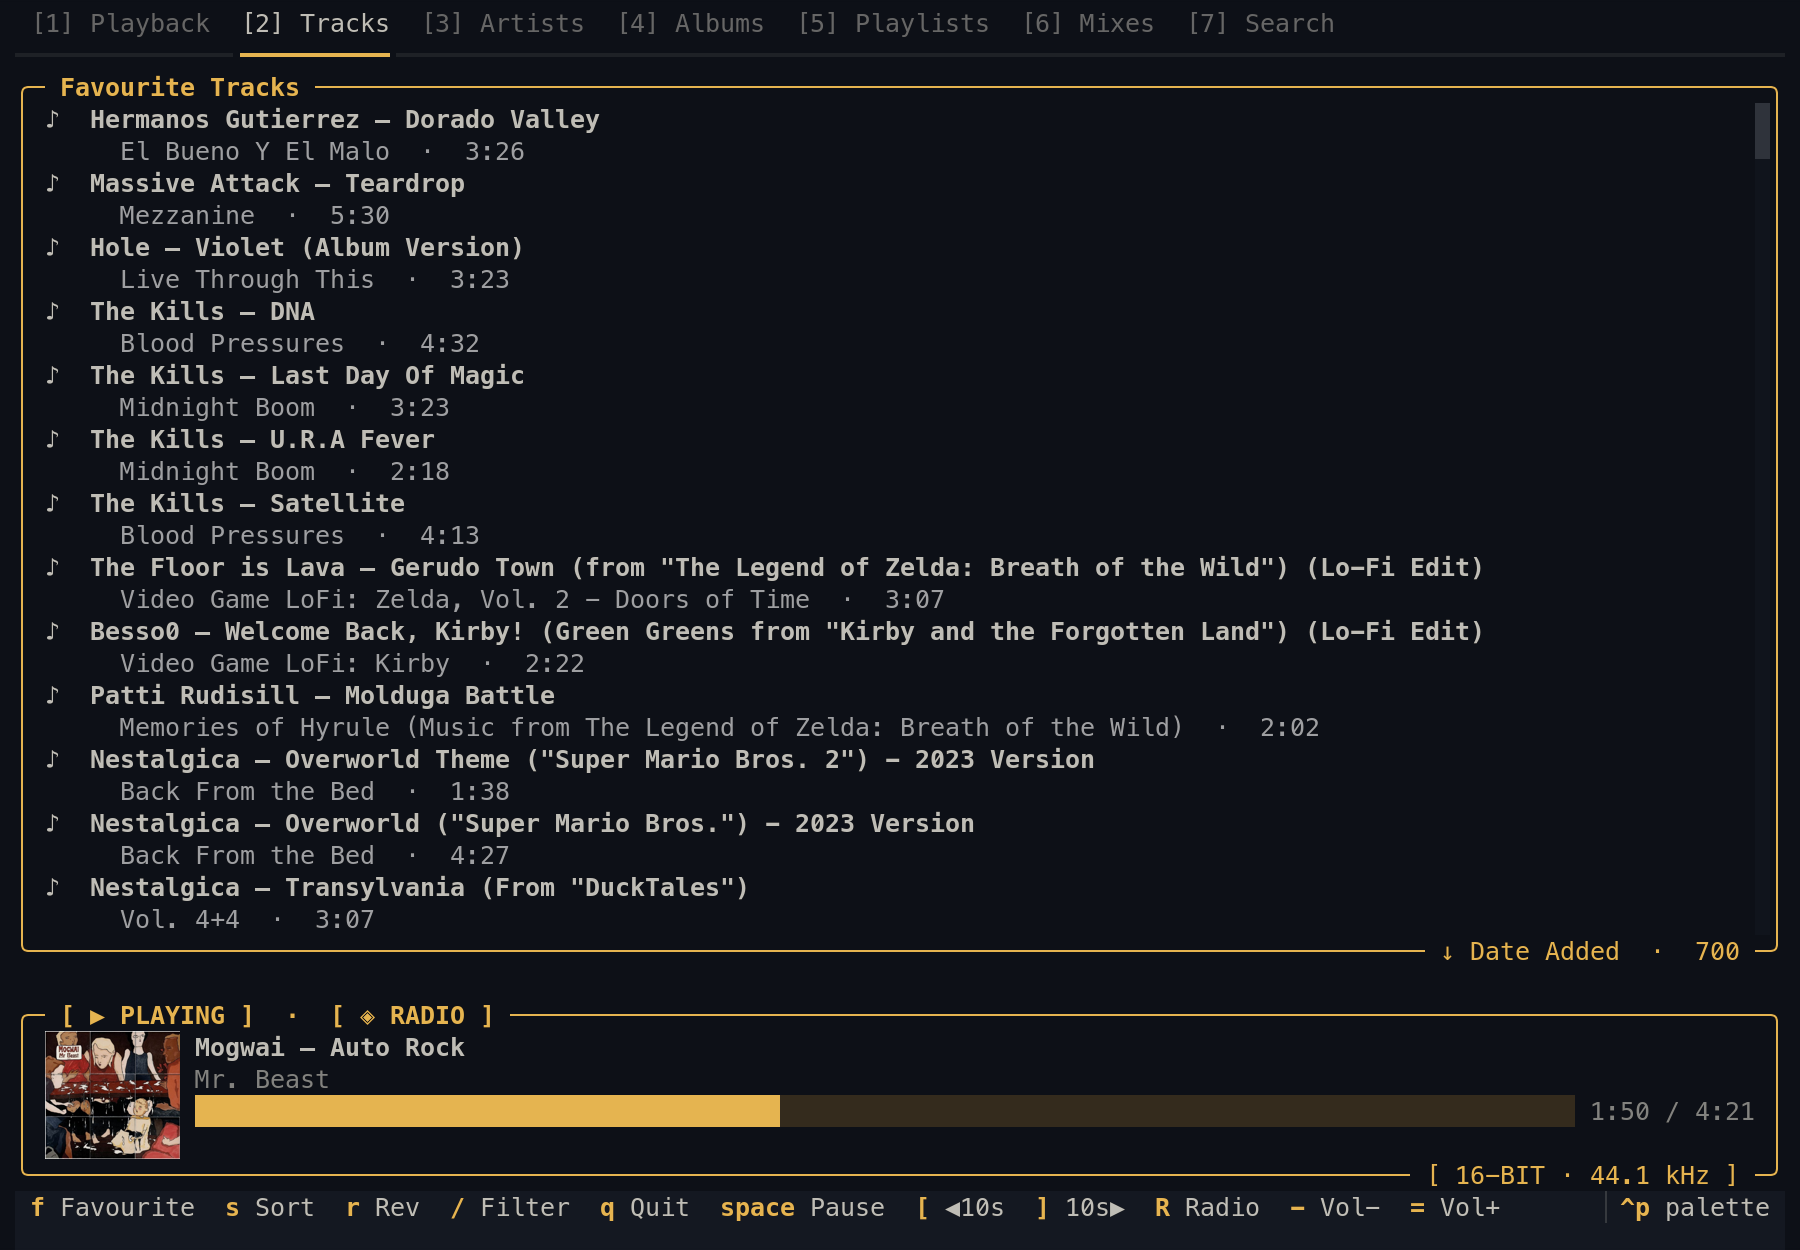 [1] Playback [2] Tracks [3] Artists [4] Albums [5] Playlists [6] Mixes [7] Search
Favourite Tracks
♪ Hermanos Gutierrez — Dorado Valley
El Bueno Y El Malo · 3:26
♪ Massive Attack — Teardrop
Mezzanine · 5:30
♪ Hole — Violet (Album Version)
Live Through This · 3:23
♪ The Kills — DNA
Blood Pressures · 4:32
♪ The Kills — Last Day Of Magic
Midnight Boom · 3:23
♪ The Kills — U.R.A Fever
Midnight Boom · 2:18
♪ The Kills — Satellite
Blood Pressures · 4:13
♪ The Floor is Lava — Gerudo Town (from "The Legend of Zelda: Breath of the Wild") (Lo-Fi Edit)
Video Game LoFi: Zelda, Vol. 2 - Doors of Time · 3:07
♪ Besso0 — Welcome Back, Kirby! (Green Greens from "Kirby and the Forgotten Land") (Lo-Fi Edit)
Video Game LoFi: Kirby · 2:22
♪ Patti Rudisill — Molduga Battle
Memories of Hyrule (Music from The Legend of Zelda: Breath of the Wild) · 2:02
♪ Nestalgica — Overworld Theme ("Super Mario Bros. 2") - 2023 Version
Back From the Bed · 1:38
♪ Nestalgica — Overworld ("Super Mario Bros.") - 2023 Version
Back From the Bed · 4:27
♪ Nestalgica — Transylvania (From "DuckTales")
Vol. 4+4 · 3:07
↓ Date Added · 700
[ ▶ PLAYING ] · [ ◈ RADIO ]
MOGWAI
Mr Beast
Mogwai — Auto Rock
Mr. Beast
1:50 / 4:21
[ 16-BIT · 44.1 kHz ]
f Favourite s Sort r Rev / Filter q Quit space Pause [ ◀10s ] 10s▶ R Radio - Vol- = Vol+ ^p palette